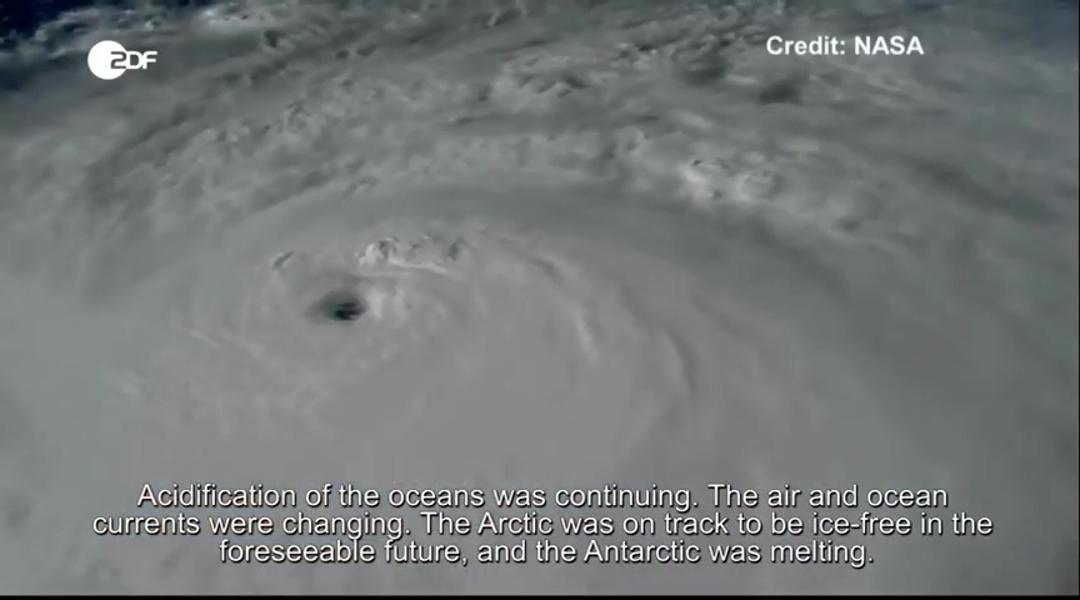 ZDF
Credit: NASA
Acidification of the oceans was continuing. The air and ocean
currents were changing. The Arctic was on track to be ice-free in the
foreseeable future, and the Antarctic was melting.